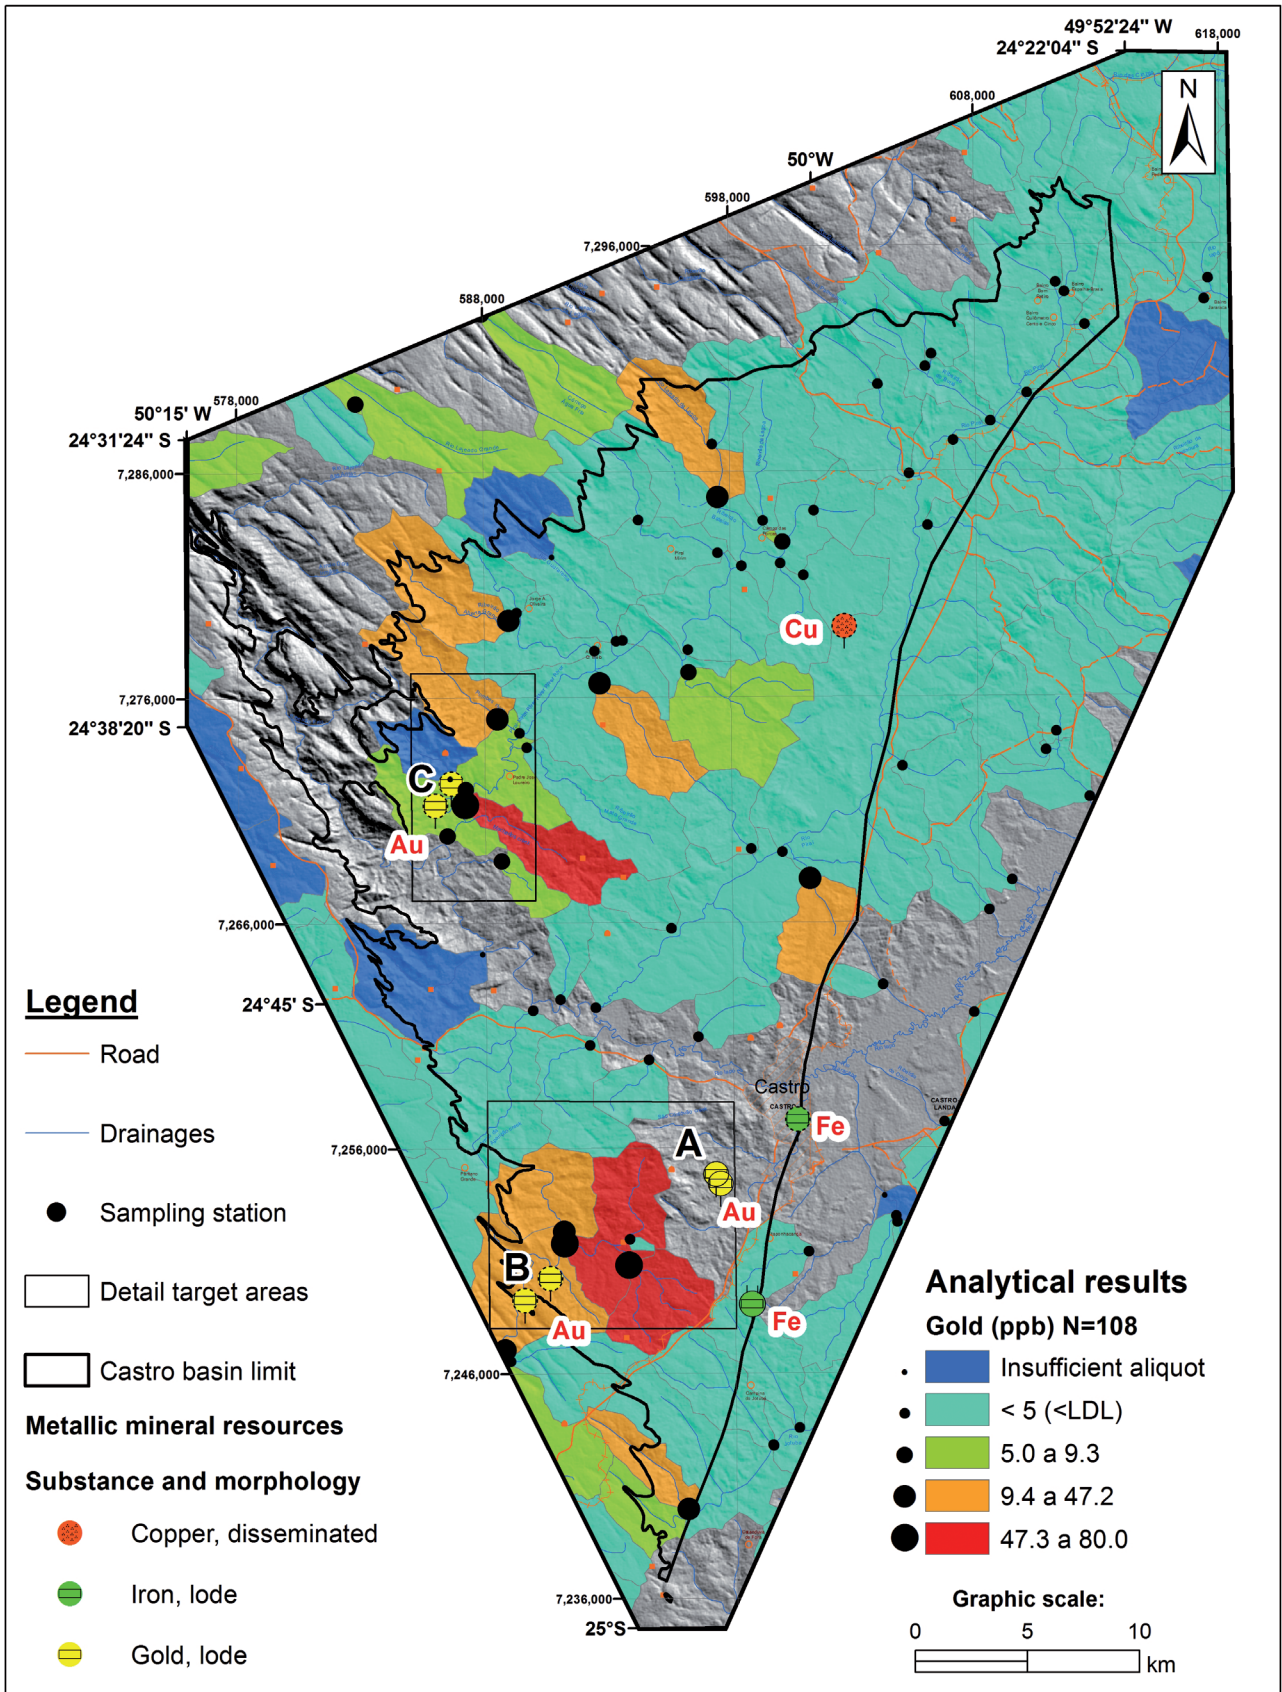 49°52'24" W
618,000
24°22'04" S
N
608,000
50°W
598,000
7,296,000
588,000
578,000
50°15' W
24°31'24" S
7,286,000
Cu
7,276,000
24°38'20" S
C
Au
7,266,000
24°45' S
Castro
CASTRO
CASTRO
LANDA
Fe
7,256,000
A
Au
B
Au
Fe
7,246,000
7,236,000
25°S
Legend
Road
Drainages
Sampling station
Detail target areas
Castro basin limit
Metallic mineral resources
Substance and morphology
Copper, disseminated
Iron, lode
Gold, lode
Analytical results
Gold (ppb) N=108
Insufficient aliquot
< 5 (<LDL)
5.0 a 9.3
9.4 a 47.2
47.3 a 80.0
Graphic scale:
0 5 10
km